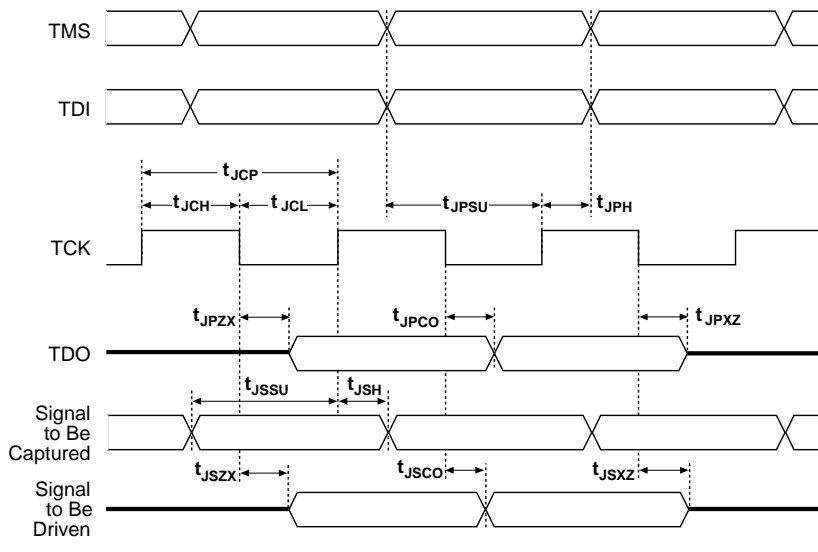 TMS
TDI
tJCP
tJCH
tJCL
tJPSU
tJPH
TCK
tJPZX
tJPCO
tJPXZ
TDO
tJSSU
tJSH
Signal
to Be
Captured
tJSZX
tJSCO
tJSXZ
Signal
to Be
Driven